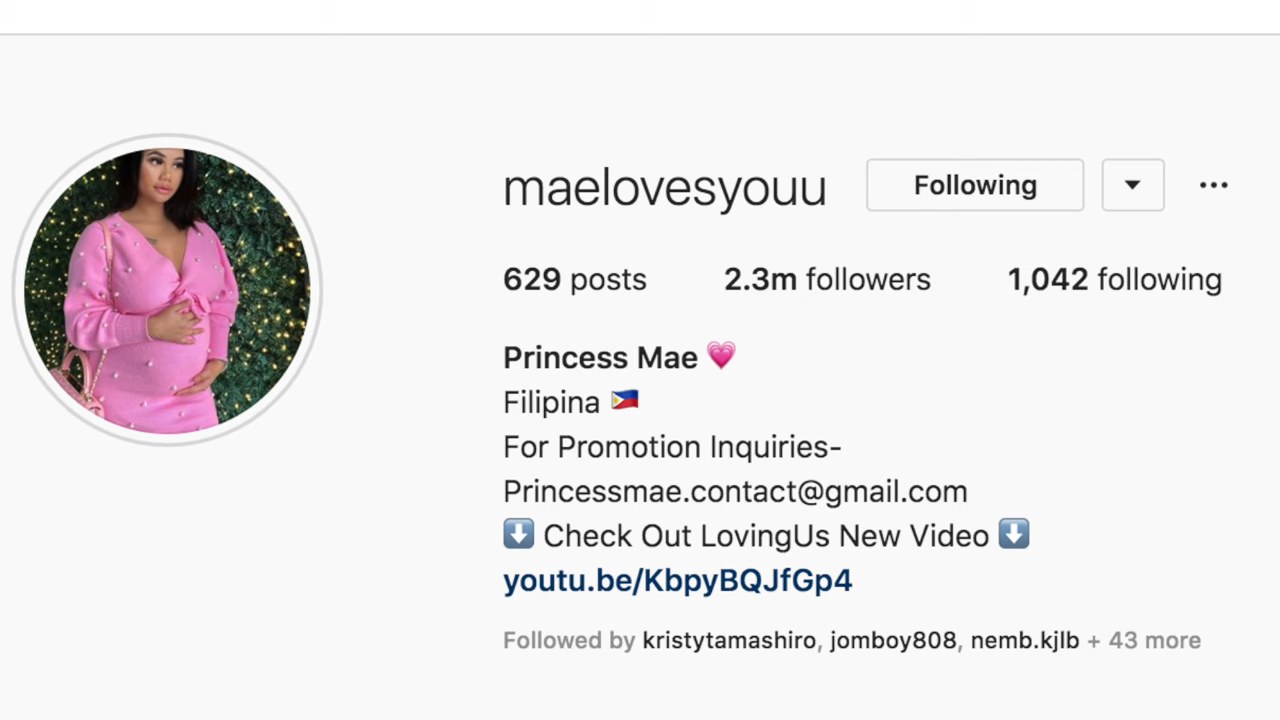 maelovesyouu Following
629 posts 2.3m followers 1,042 following
Princess Mae 💗
Filipina 🇵🇭
For Promotion Inquiries-
Princessmae.contact@gmail.com
⬇️ Check Out LovingUs New Video ⬇️
youtu.be/KbpyBQJfGp4
Followed by kristytamashiro, jomboy808, nemb.kjlb + 43 more